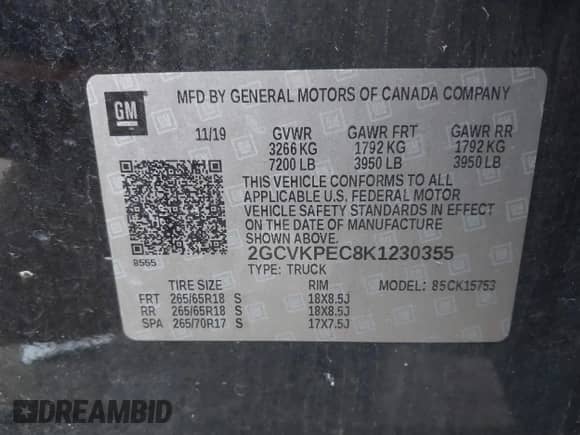 GM
MFD BY GENERAL MOTORS OF CANADA COMPANY
11/19 GVWR GAWR FRT GAWR RR
3266 KG 1792 KG 1792 KG
7200 LB 3950 LB 3950 LB
THIS VEHICLE CONFORMS TO ALL
APPLICABLE U.S. FEDERAL MOTOR
VEHICLE SAFETY STANDARDS IN EFFECT
ON THE DATE OF MANUFACTURE
SHOWN ABOVE.
8555
2GCVKPEC8K1230355
TYPE: TRUCK MODEL: 85CK15753
TIRE SIZE RIM
FRT 265/65R18 S 18X8.5J
RR 265/65R18 S 18X8.5J
SPA 265/70R17 S 17X7.5J
DREAMBID